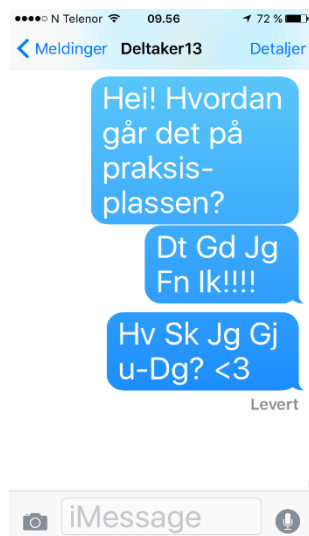 N Telenor 09.56 72 %
Meldinger Deltaker13 Detaljer
Hei! Hvordan
går det på
praksis-
plassen?
Dt Gd Jg
Fn Ik!!!!
Hv Sk Jg Gj
u-Dg? <3
Levert
iMessage